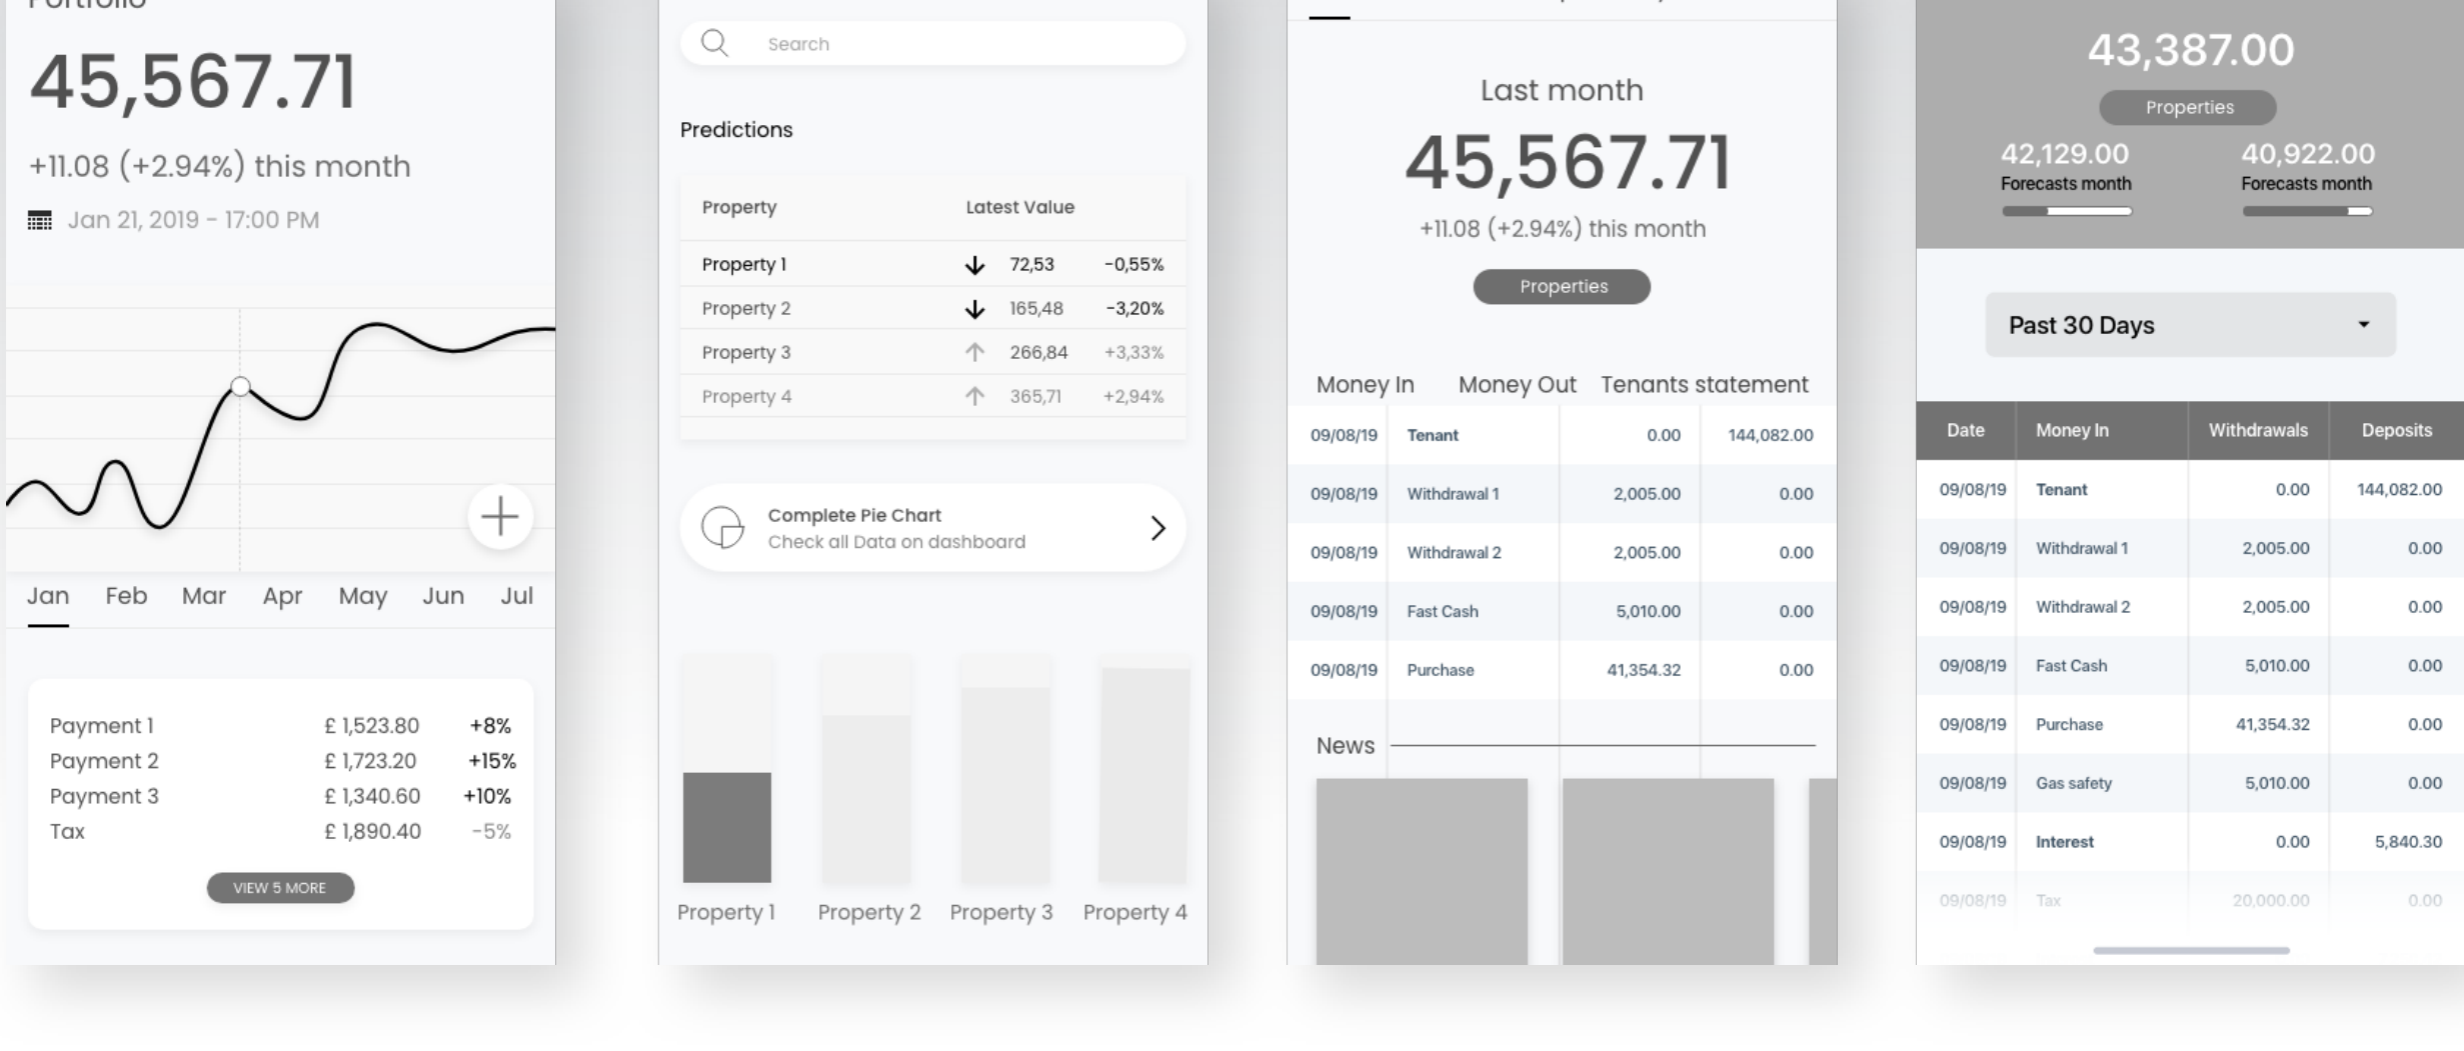 Portfolio
45,567.71
+11.08 (+2.94%) this month
Jan 21, 2019 - 17:00 PM
Jan Feb Mar Apr May Jun Jul
Payment 1 £ 1,523.80 +8%
Payment 2 £ 1,723.20 +15%
Payment 3 £ 1,340.60 +10%
Tax £ 1,890.40 -5%
VIEW 5 MORE
Search
Predictions
Property Latest Value
Property 1 72,53 -0,55%
Property 2 165,48 -3,20%
Property 3 266,84 +3,33%
Property 4 365,71 +2,94%
Complete Pie Chart
Check all Data on dashboard
Property 1 Property 2 Property 3 Property 4
Last month
45,567.71
+11.08 (+2.94%) this month
Properties
Money In Money Out Tenants statement
09/08/19 Tenant 0.00 144,082.00
09/08/19 Withdrawal 1 2,005.00 0.00
09/08/19 Withdrawal 2 2,005.00 0.00
09/08/19 Fast Cash 5,010.00 0.00
09/08/19 Purchase 41,354.32 0.00
News
43,387.00
Properties
42,129.00 40,922.00
Forecasts month Forecasts month
Past 30 Days
Date Money In Withdrawals Deposits
09/08/19 Tenant 0.00 144,082.00
09/08/19 Withdrawal 1 2,005.00 0.00
09/08/19 Withdrawal 2 2,005.00 0.00
09/08/19 Fast Cash 5,010.00 0.00
09/08/19 Purchase 41,354.32 0.00
09/08/19 Gas safety 5,010.00 0.00
09/08/19 Interest 0.00 5,840.30
09/08/19 Tax 20,000.00 0.00